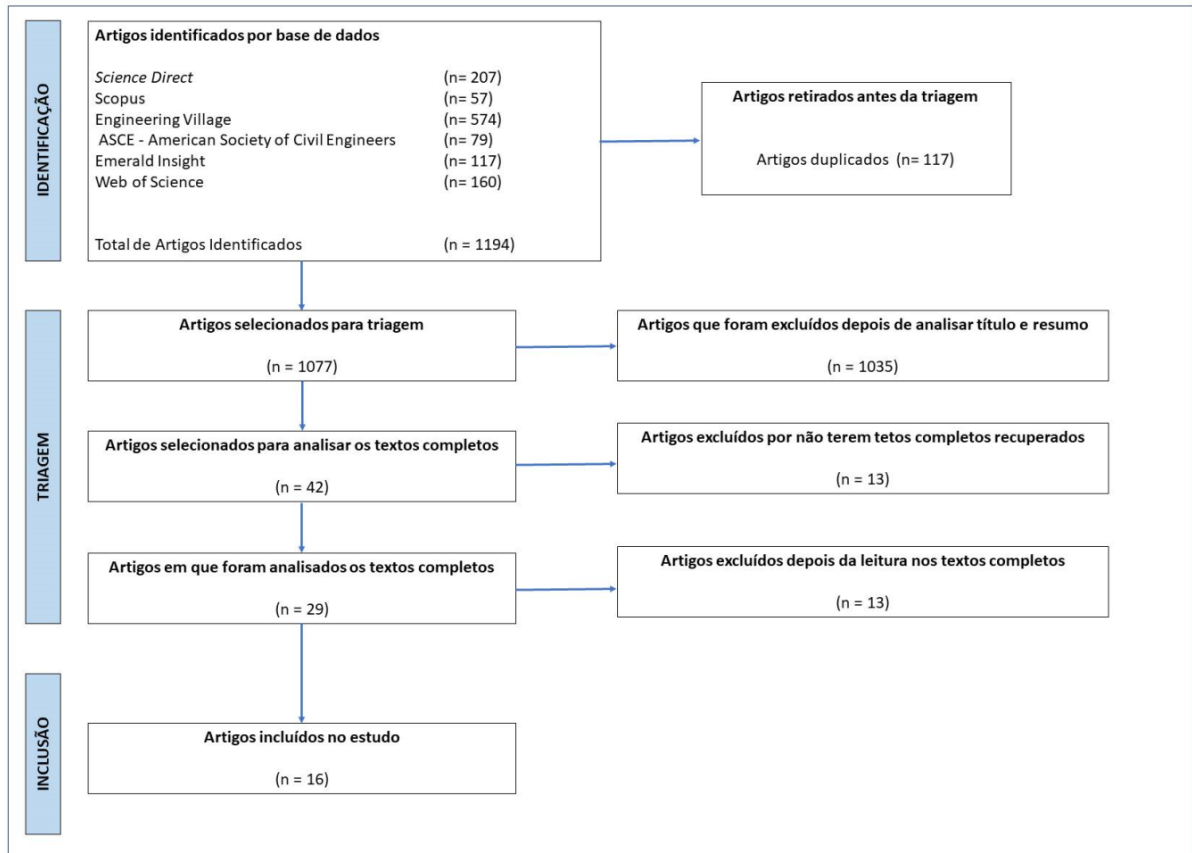 IDENTIFICAÇÃO
Artigos identificados por base de dados
Science Direct (n= 207)
Scopus (n= 57)
Engineering Village (n= 574)
ASCE - American Society of Civil Engineers (n= 79)
Emerald Insight (n= 117)
Web of Science (n= 160)
Total de Artigos Identificados (n = 1194)
Artigos retirados antes da triagem
Artigos duplicados (n= 117)
TRIAGEM
Artigos selecionados para triagem
(n = 1077)
Artigos que foram excluídos depois de analisar título e resumo
(n = 1035)
Artigos selecionados para analisar os textos completos
(n = 42)
Artigos excluídos por não terem tetos completos recuperados
(n = 13)
Artigos em que foram analisados os textos completos
(n = 29)
Artigos excluídos depois da leitura nos textos completos
(n = 13)
INCLUSÃO
Artigos incluídos no estudo
(n = 16)